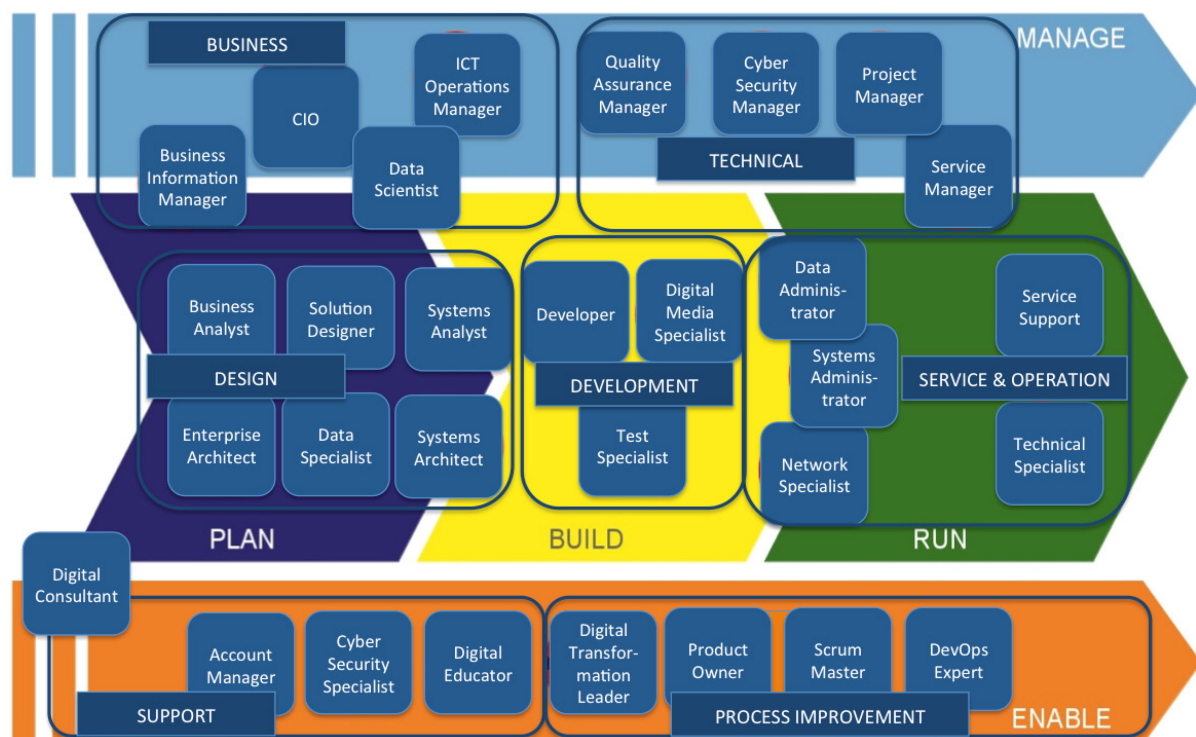 MANAGE
BUSINESS
ICT
Operations
Manager
CIO
Business
Information
Manager
Data
Scientist
Quality
Assurance
Manager
Cyber
Security
Manager
Project
Manager
TECHNICAL
Service
Manager
Business
Analyst
Solution
Designer
Systems
Analyst
DESIGN
Enterprise
Architect
Data
Specialist
Systems
Architect
PLAN
Developer
Digital
Media
Specialist
DEVELOPMENT
Test
Specialist
BUILD
Data
Adminis-
trator
Systems
Adminis-
trator
Network
Specialist
Service
Support
SERVICE & OPERATION
Technical
Specialist
RUN
Digital
Consultant
Account
Manager
Cyber
Security
Specialist
Digital
Educator
SUPPORT
Digital
Transfor-
mation
Leader
Product
Owner
Scrum
Master
DevOps
Expert
PROCESS IMPROVEMENT
ENABLE